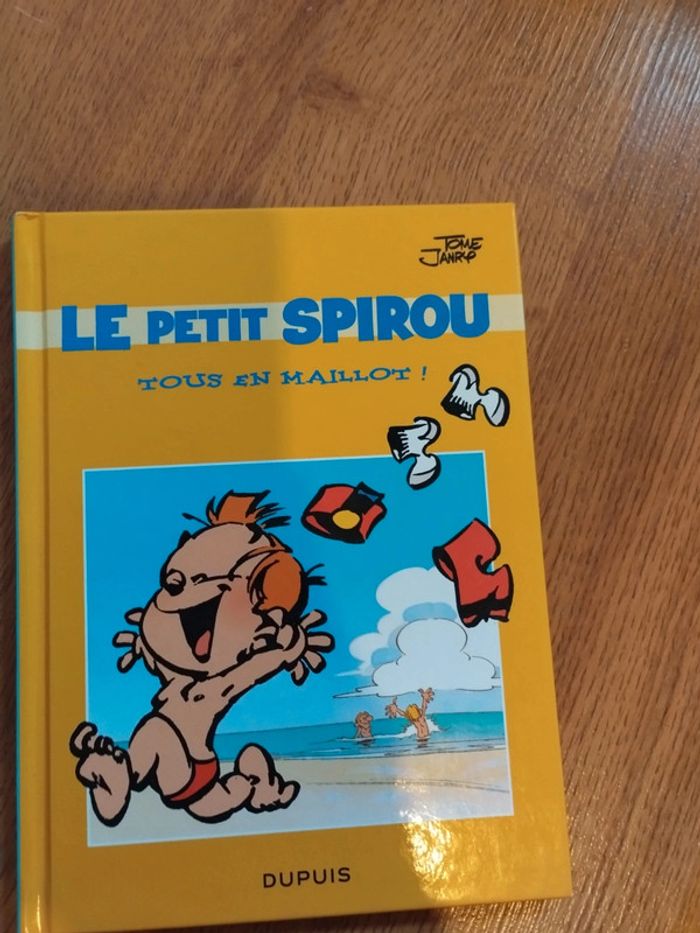 TOME
JANRY
LE PETIT SPIROU
TOUS EN MAILLOT !
DUPUIS